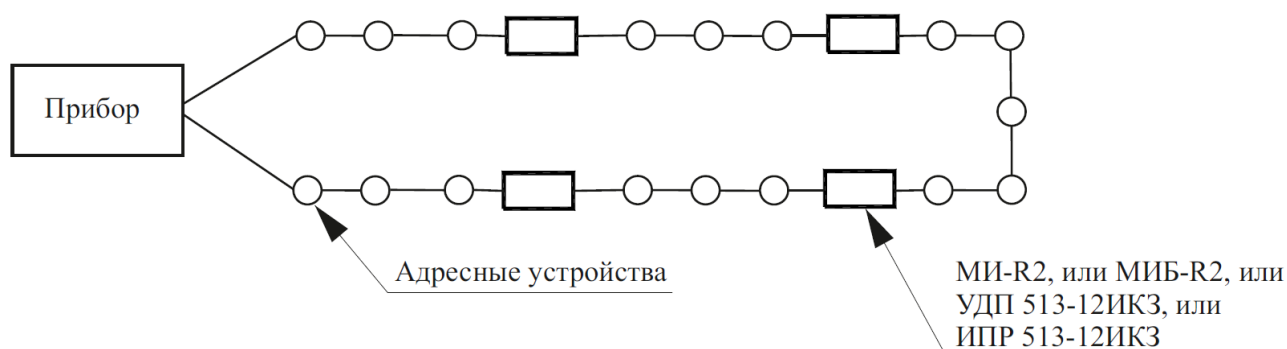 Прибор
Адресные устройства
МИ-R2, или МИБ-R2, или
УДП 513-12ИКЗ, или
ИПР 513-12ИКЗ